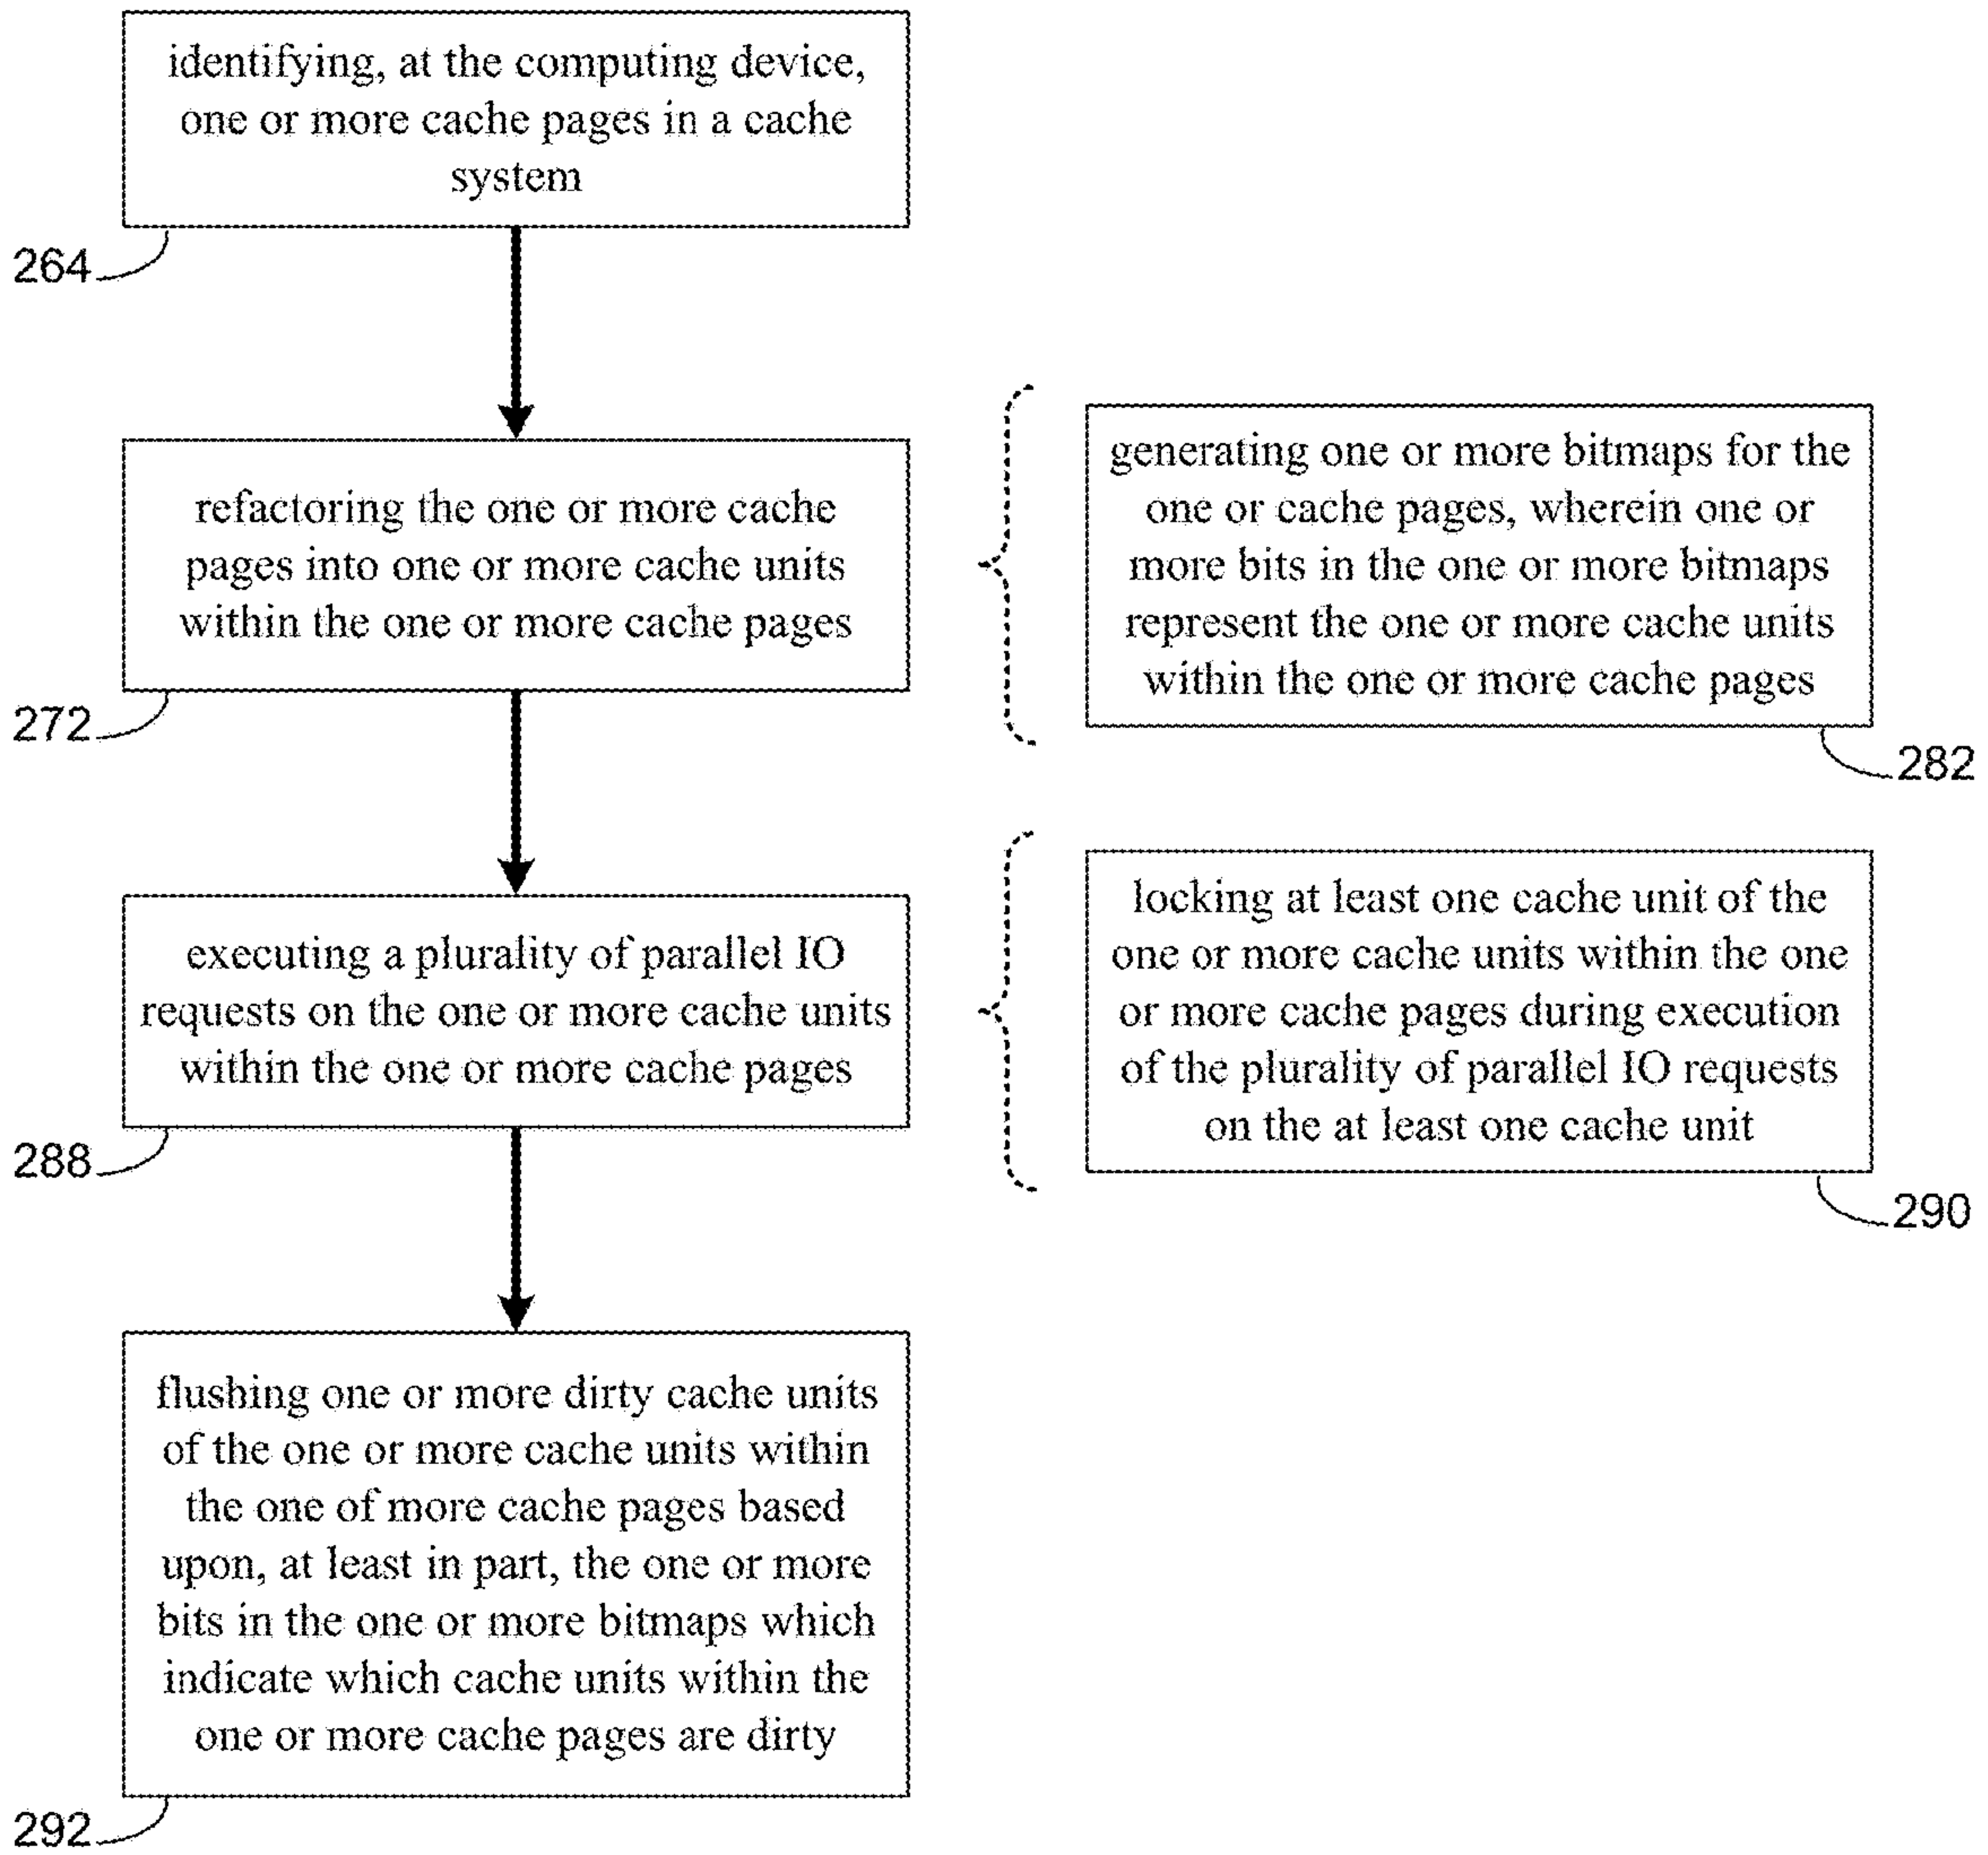 identifying, at the computing device,
one or more cache pages in a cache
system
264
refactoring the one or more cache
pages into one or more cache units
within the one or more cache pages
272
generating one or more bitmaps for the
one or cache pages, wherein one or
more bits in the one or more bitmaps
represent the one or more cache units
within the one or more cache pages
282
executing a plurality of parallel IO
requests on the one or more cache units
within the one or more cache pages
288
locking at least one cache unit of the
one or more cache units within the one
or more cache pages during execution
of the plurality of parallel IO requests
on the at least one cache unit
290
flushing one or more dirty cache units
of the one or more cache units within
the one of more cache pages based
upon, at least in part, the one or more
bits in the one or more bitmaps which
indicate which cache units within the
one or more cache pages are dirty
292